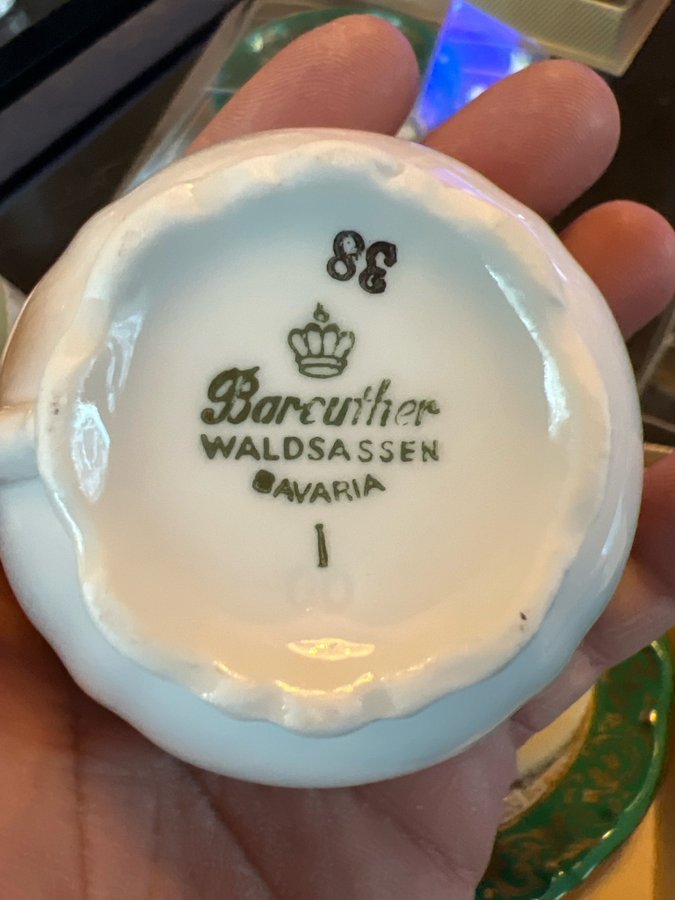 38
Bareuther
WALDSASSEN
BAVARIA
1